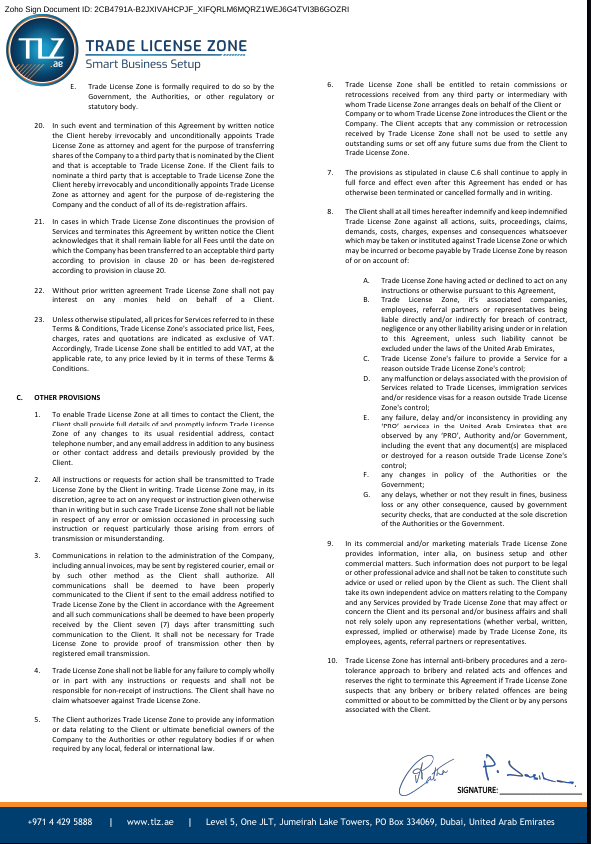 Zoho Sign Document ID: 2CB4791A-B2JXIVAHCPJF_XIFQRLM6MQRZ1WEJ6G4TVI3B6GOZRI
TLZ
.ae
TRADE LICENSE ZONE
Smart Business Setup
E. Trade License Zone is formally required to do so by the
Government, the Authorities, or other regulatory or
statutory body.
20. In such event and termination of this Agreement by written notice
the Client hereby irrevocably and unconditionally appoints Trade
License Zone as attorney and agent for the purpose of transferring
shares of the Company to a third party that is nominated by the Client
and that is acceptable to Trade License Zone. If the Client fails to
nominate a third party that is acceptable to Trade License Zone the
Client hereby irrevocably and unconditionally appoints Trade License
Zone as attorney and agent for the purpose of de-registering the
Company and the conduct of all of its de-registration affairs.
21. In cases in which Trade License Zone discontinues the provision of
Services and terminates this Agreement by written notice the Client
acknowledges that it shall remain liable for all Fees until the date on
which the Company has been transferred to an acceptable third party
according to provision in clause 20 or has been de-registered
according to provision in clause 20.
22. Without prior written agreement Trade License Zone shall not pay
interest on any monies held on behalf of a Client.
23. Unless otherwise stipulated, all prices for Services referred to in these
Terms & Conditions, Trade License Zone's associated price list, Fees,
charges, rates and quotations are indicated as exclusive of VAT.
Accordingly, Trade License Zone shall be entitled to add VAT, at the
applicable rate, to any price levied by it in terms of these Terms &
Conditions.
C. OTHER PROVISIONS
1. To enable Trade License Zone at all times to contact the Client, the
Client shall provide full details of and promptly inform Trade License
Zone of any changes to its usual residential address, contact
telephone number, and any email address in addition to any business
or other contact address and details previously provided by the
Client.
2. All instructions or requests for action shall be transmitted to Trade
License Zone by the Client in writing. Trade License Zone may, in its
discretion, agree to act on any request or instruction given otherwise
than in writing but in such case Trade License Zone shall not be liable
in respect of any error or omission occasioned in processing such
instruction or request particularly those arising from errors of
transmission or misunderstanding.
3. Communications in relation to the administration of the Company,
including annual invoices, may be sent by registered courier, email or
by such other method as the Client shall authorize. All
communications shall be deemed to have been properly
communicated to the Client if sent to the email address notified to
Trade License Zone by the Client in accordance with the Agreement
and all such communications shall be deemed to have been properly
received by the Client seven (7) days after transmitting such
communication to the Client. It shall not be necessary for Trade
License Zone to provide proof of transmission other then by
registered email transmission.
4. Trade License Zone shall not be liable for any failure to comply wholly
or in part with any instructions or requests and shall not be
responsible for non-receipt of instructions. The Client shall have no
claim whatsoever against Trade License Zone.
5. The Client authorizes Trade License Zone to provide any information
or data relating to the Client or ultimate beneficial owners of the
Company to the Authorities or other regulatory bodies if or when
required by any local, federal or international law.
6. Trade License Zone shall be entitled to retain commissions or
retrocessions received from any third party or intermediary with
whom Trade License Zone arranges deals on behalf of the Client or
Company or to whom Trade License Zone introduces the Client or the
Company. The Client accepts that any commission or retrocession
received by Trade License Zone shall not be used to settle any
outstanding sums or set off any future sums due from the Client to
Trade License Zone.
7. The provisions as stipulated in clause C.6 shall continue to apply in
full force and effect even after this Agreement has ended or has
otherwise been terminated or cancelled formally and in writing.
8. The Client shall at all times hereafter indemnify and keep indemnified
Trade License Zone against all actions, suits, proceedings, claims,
demands, costs, charges, expenses and consequences whatsoever
which may be taken or instituted against Trade License Zone or which
may be incurred or become payable by Trade License Zone by reason
of or on account of:
A. Trade License Zone having acted or declined to act on any
instructions or otherwise pursuant to this Agreement,
B. Trade License Zone, it's associated companies,
employees, referral partners or representatives being
liable directly and/or indirectly for breach of contract,
negligence or any other liability arising under or in relation
to this Agreement, unless such liability cannot be
excluded under the laws of the United Arab Emirates,
C. Trade License Zone's failure to provide a Service for a
reason outside Trade License Zone's control;
D. any malfunction or delays associated with the provision of
Services related to Trade Licenses, immigration services
and/or residence visas for a reason outside Trade License
Zone's control;
E. any failure, delay and/or inconsistency in providing any
'PRO' services in the United Arab Emirates that are
observed by any 'PRO', Authority and/or Government,
including the event that any document(s) are misplaced
or destroyed for a reason outside Trade License Zone's
control;
F. any changes in policy of the Authorities or the
Government;
G. any delays, whether or not they result in fines, business
loss or any other consequence, caused by government
security checks, that are conducted at the sole discretion
of the Authorities or the Government.
9. In its commercial and/or marketing materials Trade License Zone
provides information, inter alia, on business setup and other
commercial matters. Such information does not purport to be legal
or other professional advice and shall not be taken to constitute such
advice or used or relied upon by the Client as such. The Client shall
take its own independent advice on matters relating to the Company
and any Services provided by Trade License Zone that may affect or
concern the Client and its personal and/or business affairs and shall
not rely solely upon any representations (whether verbal, written,
expressed, implied or otherwise) made by Trade License Zone, its
employees, agents, referral partners or representatives.
10. Trade License Zone has internal anti-bribery procedures and a zero-
tolerance approach to bribery and related acts and offences and
reserves the right to terminate this Agreement if Trade License Zone
suspects that any bribery or bribery related offences are being
committed or about to be committed by the Client or by any persons
associated with the Client.
SIGNATURE:
+971 4 429 5888 | www.tlz.ae | Level 5, One JLT, Jumeirah Lake Towers, PO Box 334069, Dubai, United Arab Emirates